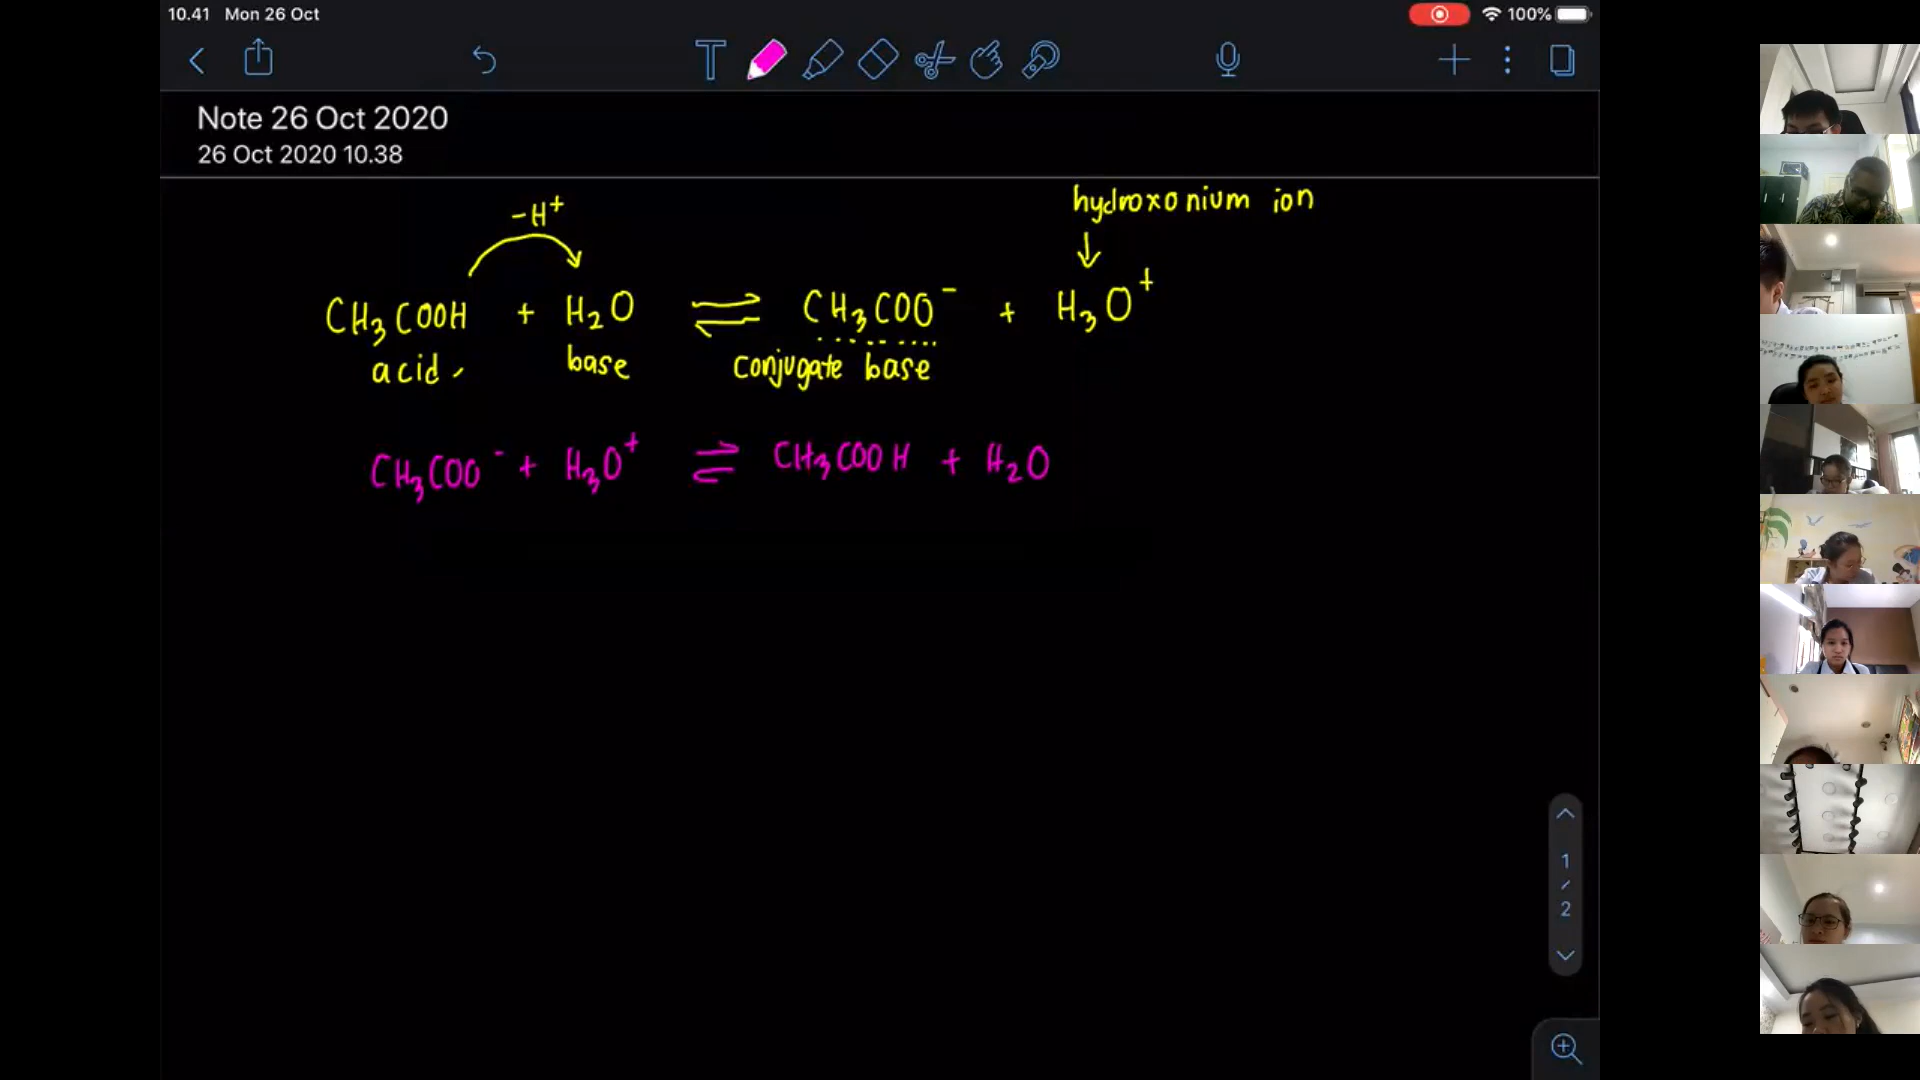 10.41 Mon 26 Oct 100%
T
Note 26 Oct 2020
26 Oct 2020 10.38
-H⁺ hydroxonium ion
CH₃COOH + H₂O ⇌ CH₃COO⁻ + H₃O⁺
acid base conjugate base
CH₃COO⁻ + H₃O⁺ ⇌ CH₃COOH + H₂O
1
/
2